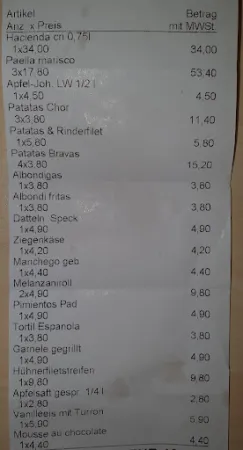 Artikel Betrag
Anz. x Preis mit MWSt.
Hacienda cn 0,75l
1x34,00 34,00
Paella marisco
3x17,80 53,40
Apfel-Joh. LW 1/2 l
1x4,50 4,50
Patatas Chor
3x3,80 11,40
Patatas & Rinderfilet
1x5,80 5,80
Patatas Bravas
4x3,80 15,20
Albondigas
1x3,80 3,80
Albondi fritas
1x3,80 3,80
Datteln Speck
1x4,90 4,90
Ziegenkäse
1x4,20 4,20
Manchego geb.
1x4,40 4,40
Melanzaniroll
2x4,90 9,80
Pimientos Pad
1x4,90 4,90
Tortil Espanola
1x3,80 3,80
Garnele gegrillt
1x4,90 4,90
Hühnerfiletstreifen
1x9,80 9,80
Apfelsaft gespr. 1/4 l
1x2,80 2,80
Vanilleeis mit Turron
1x5,90 5,90
Mousse au chocolate
1x4,40 4,40